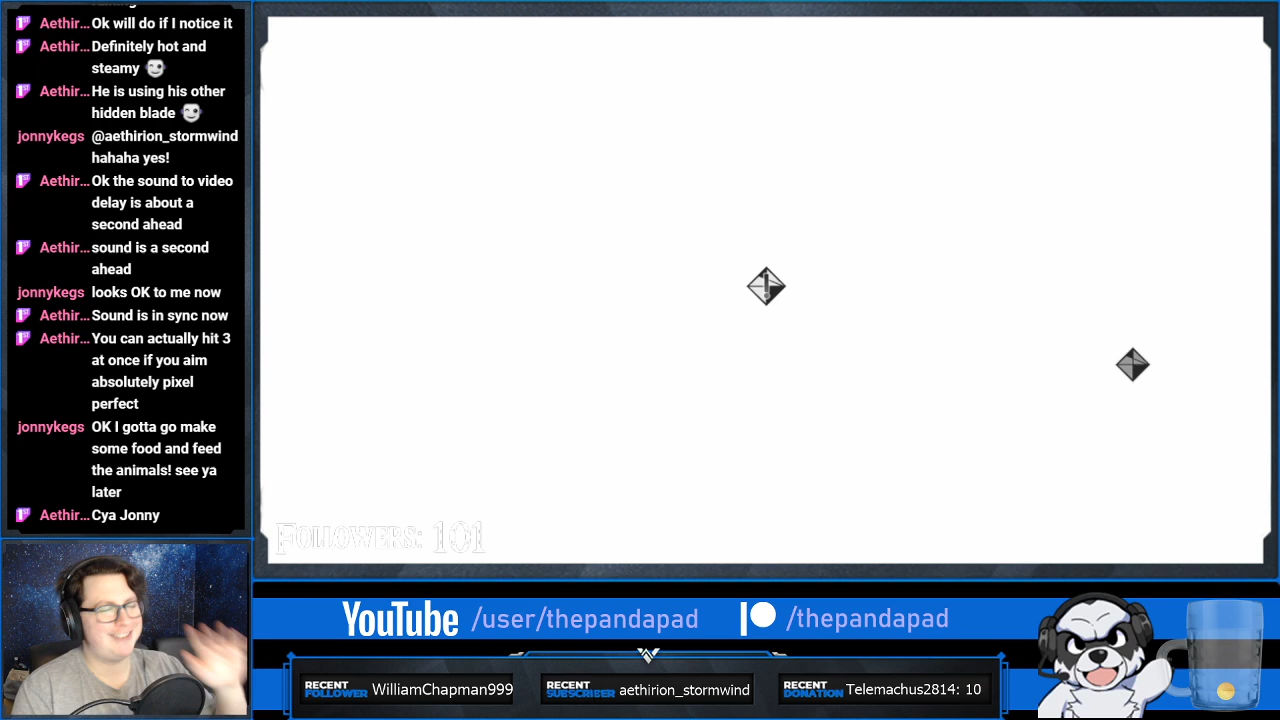 Aethir... Ok will do if I notice it
Aethir... Definitely hot and
steamy
Aethir... He is using his other
hidden blade
jonnykegs @aethirion_stormwind
hahaha yes!
Aethir... Ok the sound to video
delay is about a
second ahead
Aethir... sound is a second
ahead
jonnykegs looks OK to me now
Aethir... Sound is in sync now
Aethir... You can actually hit 3
at once if you aim
absolutely pixel
perfect
jonnykegs OK I gotta go make
some food and feed
the animals! see ya
later
Aethir... Cya Jonny
Followers: 101
YouTube /user/thepandapad
/thepandapad
RECENT FOLLOWER WilliamChapman999
RECENT SUBSCRIBER aethirion_stormwind
RECENT DONATION Telemachus2814: 10